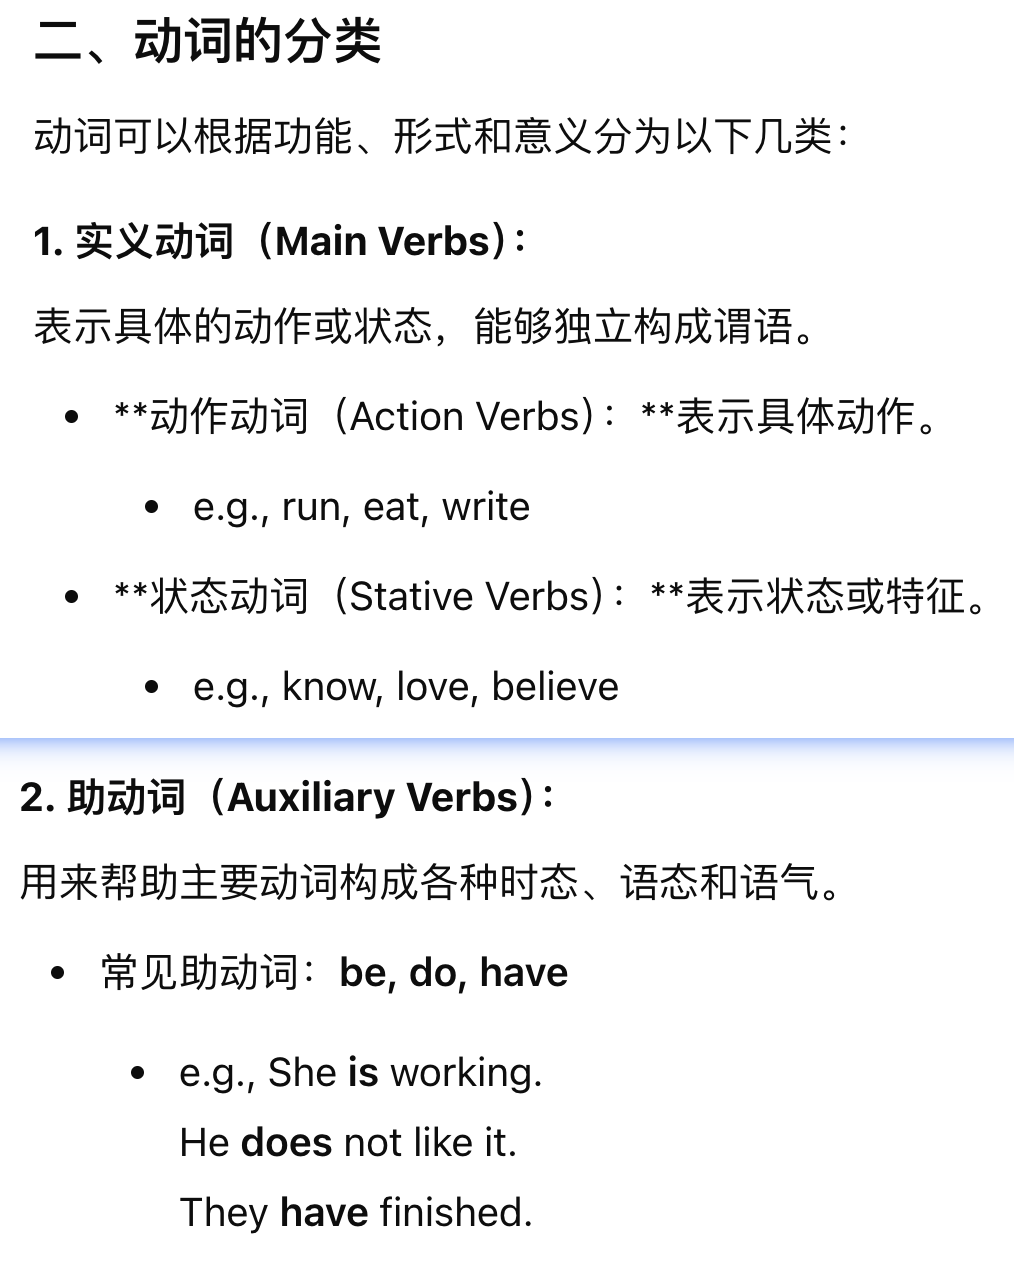 二、动词的分类
动词可以根据功能、形式和意义分为以下几类：
1. 实义动词（Main Verbs）：
表示具体的动作或状态，能够独立构成谓语。
• **动作动词（Action Verbs）：**表示具体动作。
• e.g., run, eat, write
• **状态动词（Stative Verbs）：**表示状态或特征。
• e.g., know, love, believe
2. 助动词（Auxiliary Verbs）：
用来帮助主要动词构成各种时态、语态和语气。
• 常见助动词：be, do, have
• e.g., She is working.
He does not like it.
They have finished.